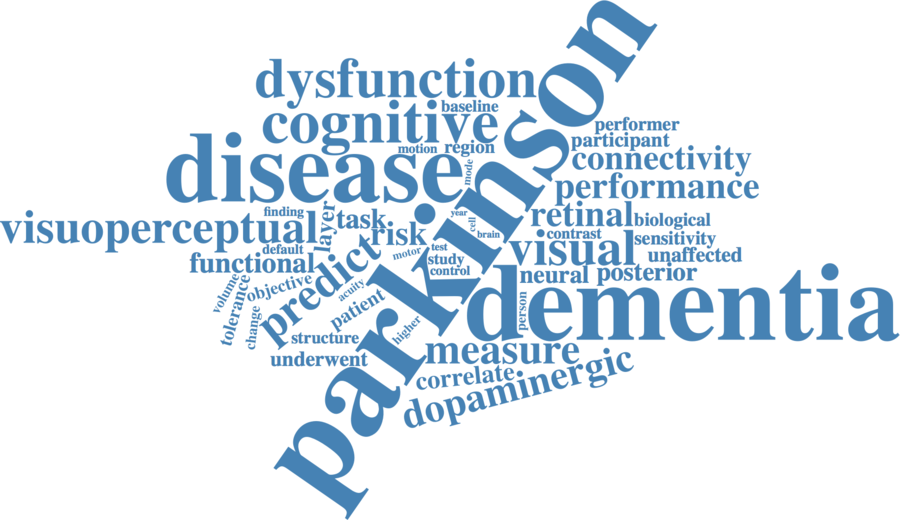 parkinson
dysfunction
baseline
cognitive
performer
participant
motion
region
disease
mode
connectivity
performance
finding
layer
task
year
retinal
biological
visuoperceptual
risk
cell
brain
contrast
sensitivity
default
motor
test
visual
unaffected
functional
predict
study
control
neural
posterior
volume
tolerance
objective
acuity
person
dementia
change
patient
higher
structure
underwent
measure
correlate
dopaminergic